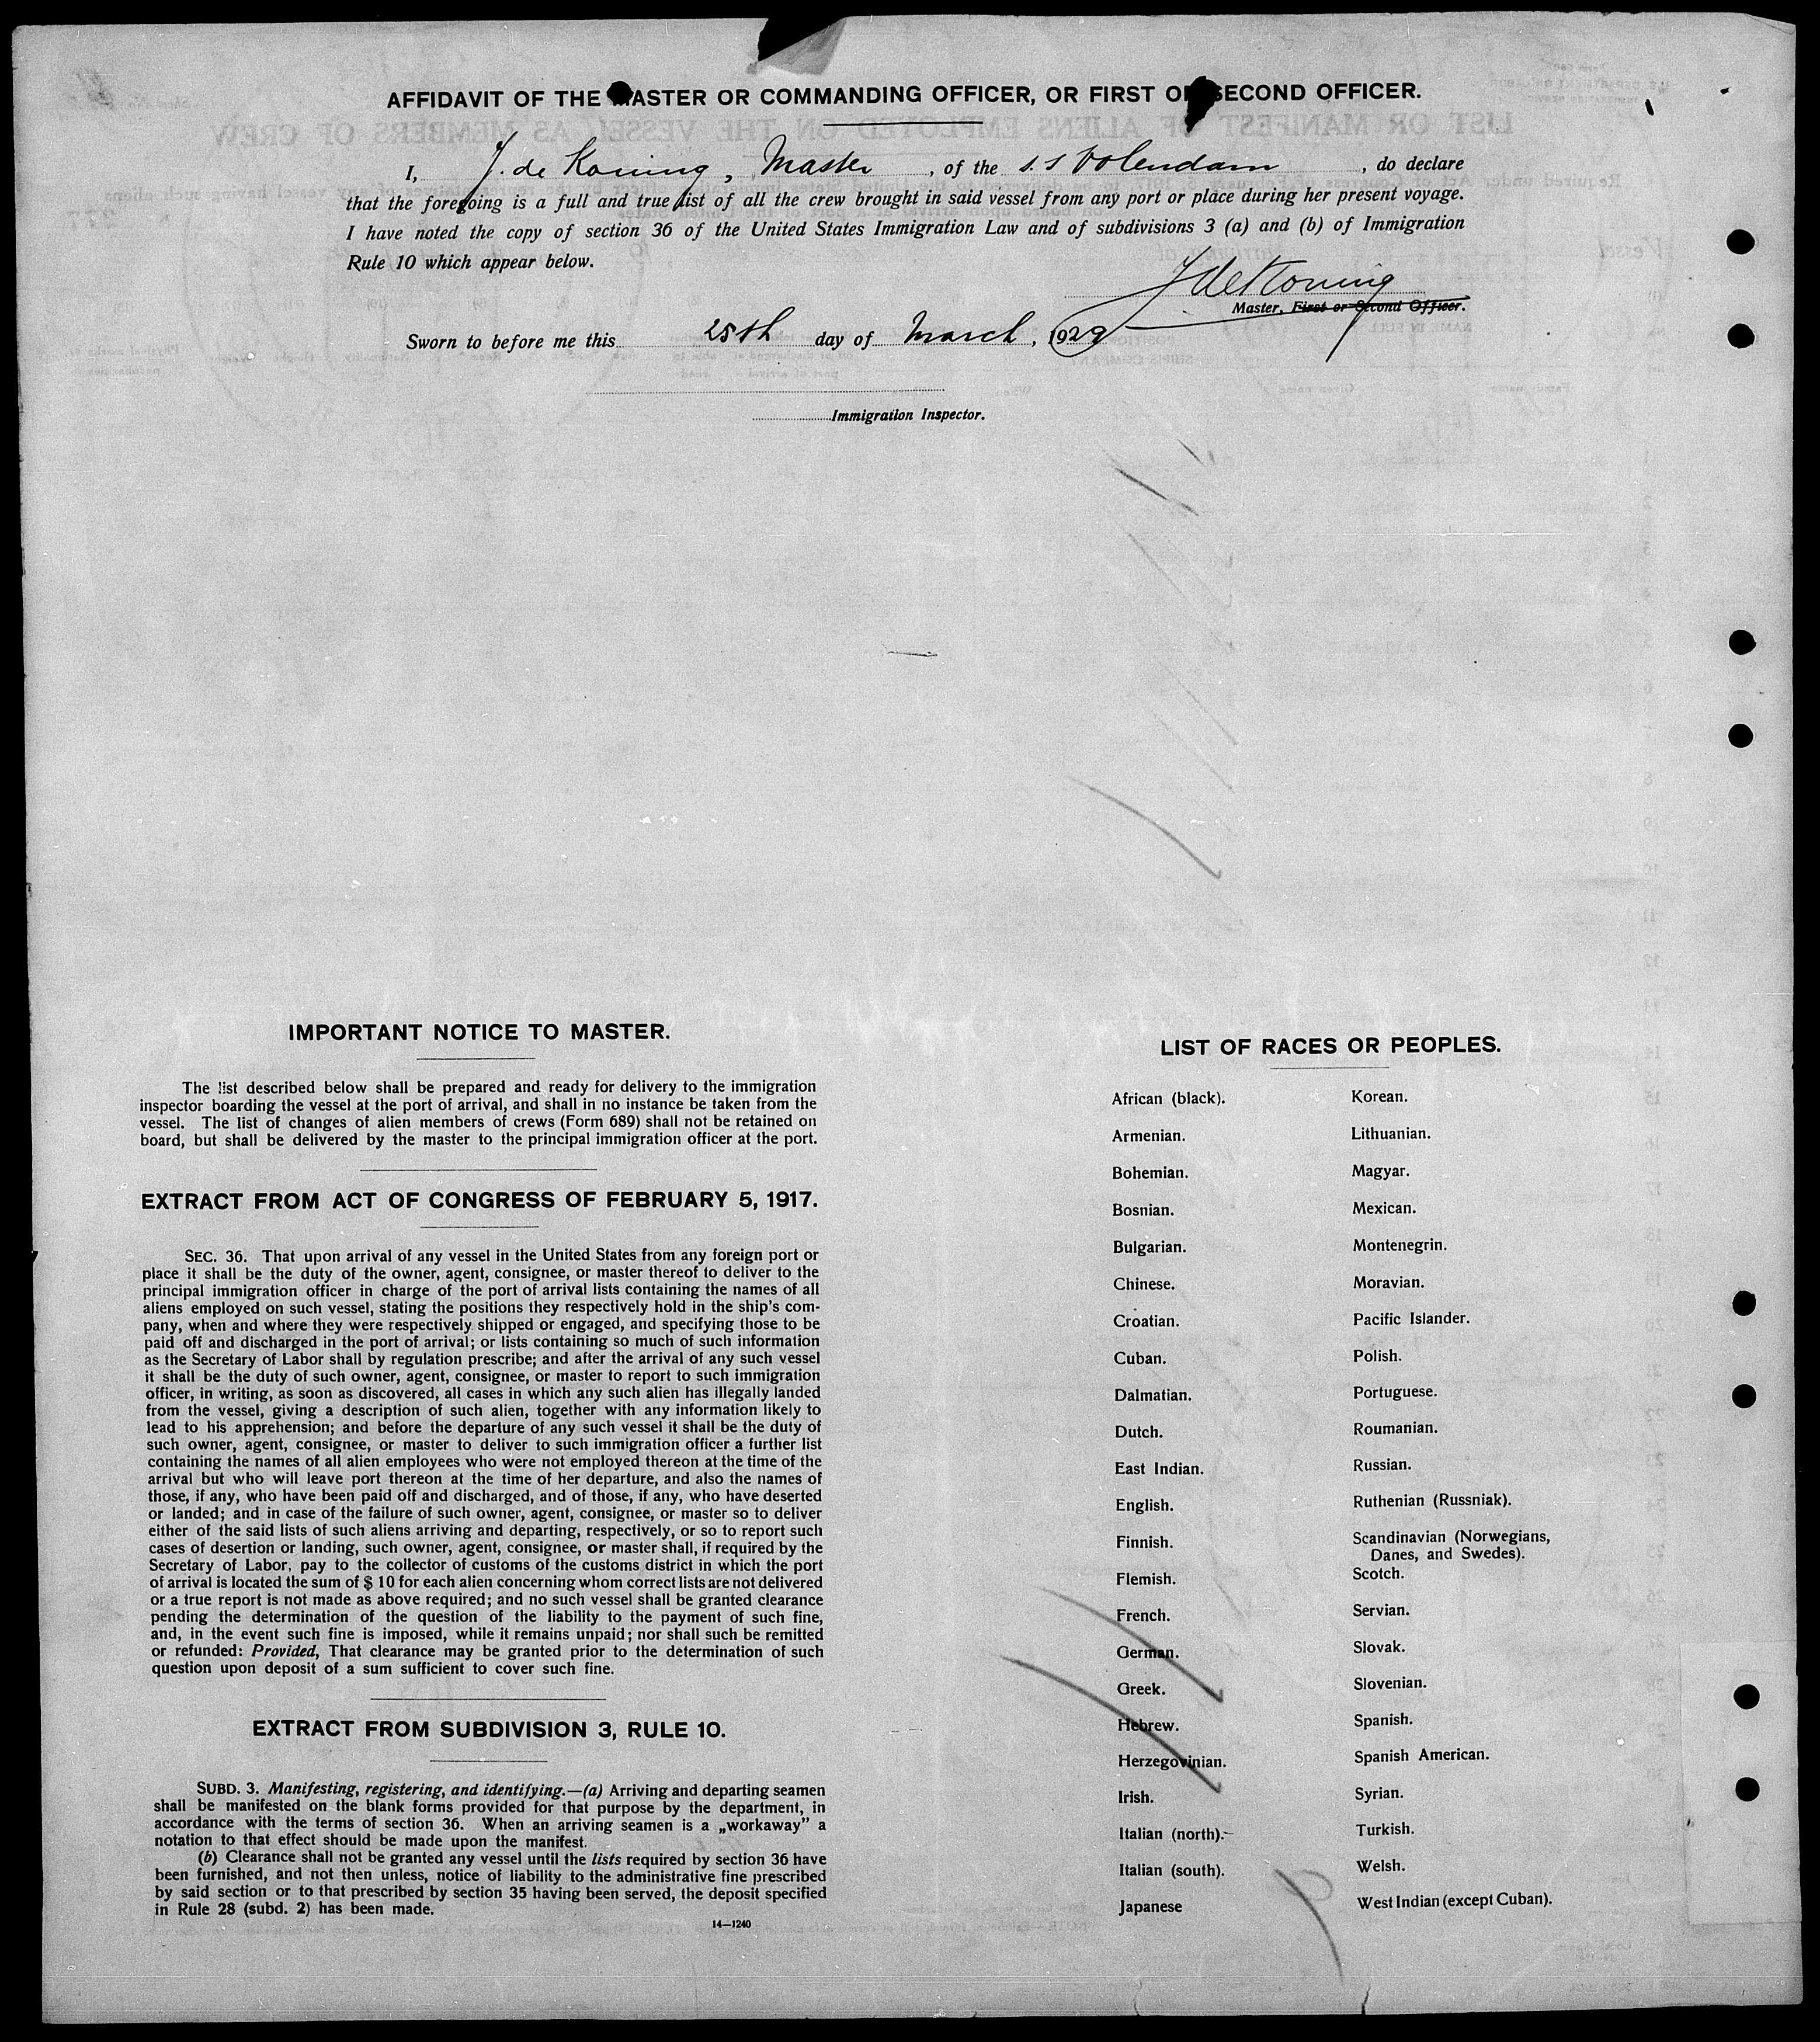 AFFIDAVIT OF THE MASTER OR COMMANDING OFFICER, OR FIRST OR SECOND OFFICER.
I, J. de Koning, Master, of the s.s Volendam, do declare
that the foregoing is a full and true list of all the crew brought in said vessel from any port or place during her present voyage.
I have noted the copy of section 36 of the United States Immigration Law and of subdivisions 3 (a) and (b) of Immigration
Rule 10 which appear below.
J de Koning
Master, First or Second Officer.
Sworn to before me this 25th day of March, 1929
Immigration Inspector.
IMPORTANT NOTICE TO MASTER.
The list described below shall be prepared and ready for delivery to the immigration
inspector boarding the vessel at the port of arrival, and shall in no instance be taken from the
vessel. The list of changes of alien members of crews (Form 689) shall not be retained on
board, but shall be delivered by the master to the principal immigration officer at the port.
EXTRACT FROM ACT OF CONGRESS OF FEBRUARY 5, 1917.
SEC. 36. That upon arrival of any vessel in the United States from any foreign port or
place it shall be the duty of the owner, agent, consignee, or master thereof to deliver to the
principal immigration officer in charge of the port of arrival lists containing the names of all
aliens employed on such vessel, stating the positions they respectively hold in the ship's com-
pany, when and where they were respectively shipped or engaged, and specifying those to be
paid off and discharged in the port of arrival; or lists containing so much of such information
as the Secretary of Labor shall by regulation prescribe; and after the arrival of any such vessel
it shall be the duty of such owner, agent, consignee, or master to report to such immigration
officer, in writing, as soon as discovered, all cases in which any such alien has illegally landed
from the vessel, giving a description of such alien, together with any information likely to
lead to his apprehension; and before the departure of any such vessel it shall be the duty of
such owner, agent, consignee, or master to deliver to such immigration officer a further list
containing the names of all alien employees who were not employed thereon at the time of the
arrival but who will leave port thereon at the time of her departure, and also the names of
those, if any, who have been paid off and discharged, and of those, if any, who have deserted
or landed; and in case of the failure of such owner, agent, consignee, or master so to deliver
either of the said lists of such aliens arriving and departing, respectively, or so to report such
cases of desertion or landing, such owner, agent, consignee, or master shall, if required by the
Secretary of Labor, pay to the collector of customs of the customs district in which the port
of arrival is located the sum of $ 10 for each alien concerning whom correct lists are not delivered
or a true report is not made as above required; and no such vessel shall be granted clearance
pending the determination of the question of the liability to the payment of such fine,
and, in the event such fine is imposed, while it remains unpaid; nor shall such be remitted
or refunded: Provided, That clearance may be granted prior to the determination of such
question upon deposit of a sum sufficient to cover such fine.
EXTRACT FROM SUBDIVISION 3, RULE 10.
SUBD. 3. Manifesting, registering, and identifying.—(a) Arriving and departing seamen
shall be manifested on the blank forms provided for that purpose by the department, in
accordance with the terms of section 36. When an arriving seamen is a „workaway” a
notation to that effect should be made upon the manifest.
(b) Clearance shall not be granted any vessel until the lists required by section 36 have
been furnished, and not then unless, notice of liability to the administrative fine prescribed
by said section or to that prescribed by section 35 having been served, the deposit specified
in Rule 28 (subd. 2) has been made.
14—1240
LIST OF RACES OR PEOPLES.
African (black).
Armenian.
Bohemian.
Bosnian.
Bulgarian.
Chinese.
Croatian.
Cuban.
Dalmatian.
Dutch.
East Indian.
English.
Finnish.
Flemish.
French.
German.
Greek.
Hebrew.
Herzegovinian.
Irish.
Italian (north).
Italian (south).
Japanese
Korean.
Lithuanian.
Magyar.
Mexican.
Montenegrin.
Moravian.
Pacific Islander.
Polish.
Portuguese.
Roumanian.
Russian.
Ruthenian (Russniak).
Scandinavian (Norwegians,
Danes, and Swedes).
Scotch.
Servian.
Slovak.
Slovenian.
Spanish.
Spanish American.
Syrian.
Turkish.
Welsh.
West Indian (except Cuban).